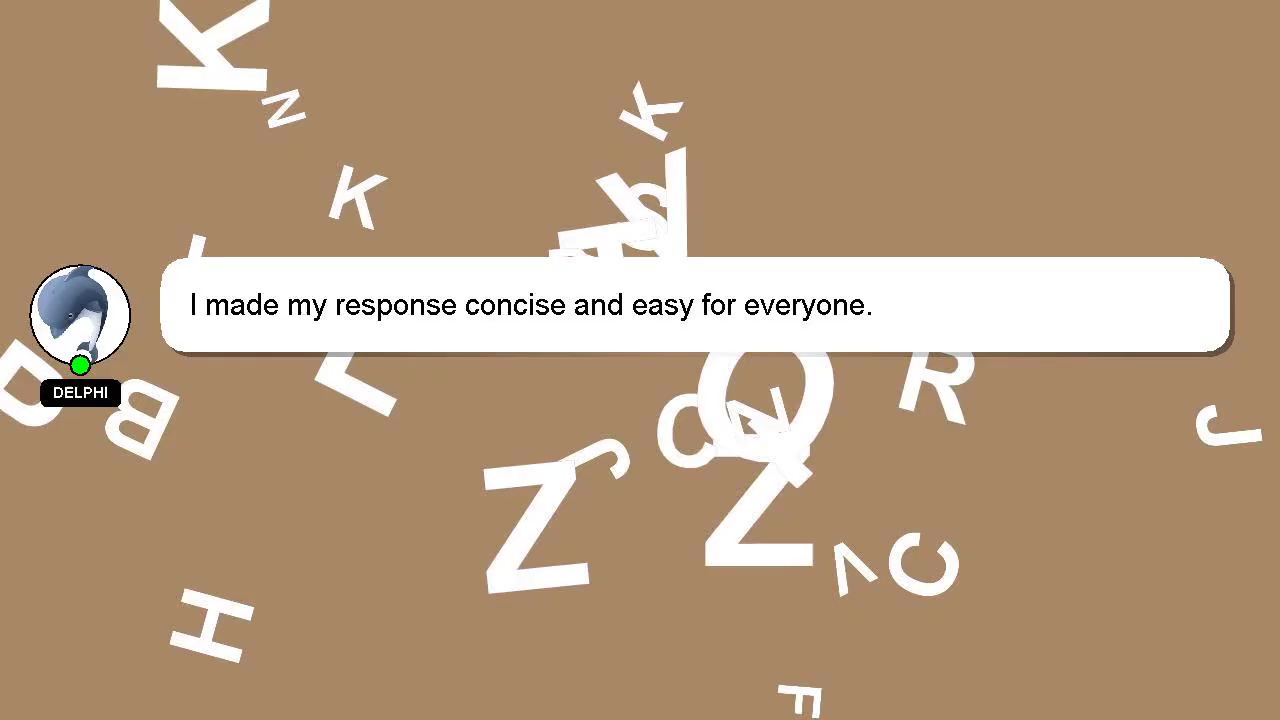 K
N
K
K
S
I made my response concise and easy for everyone.
DELPHI
B
L
Q
C
N
R
J
J
Z
Z
V
C
H
F